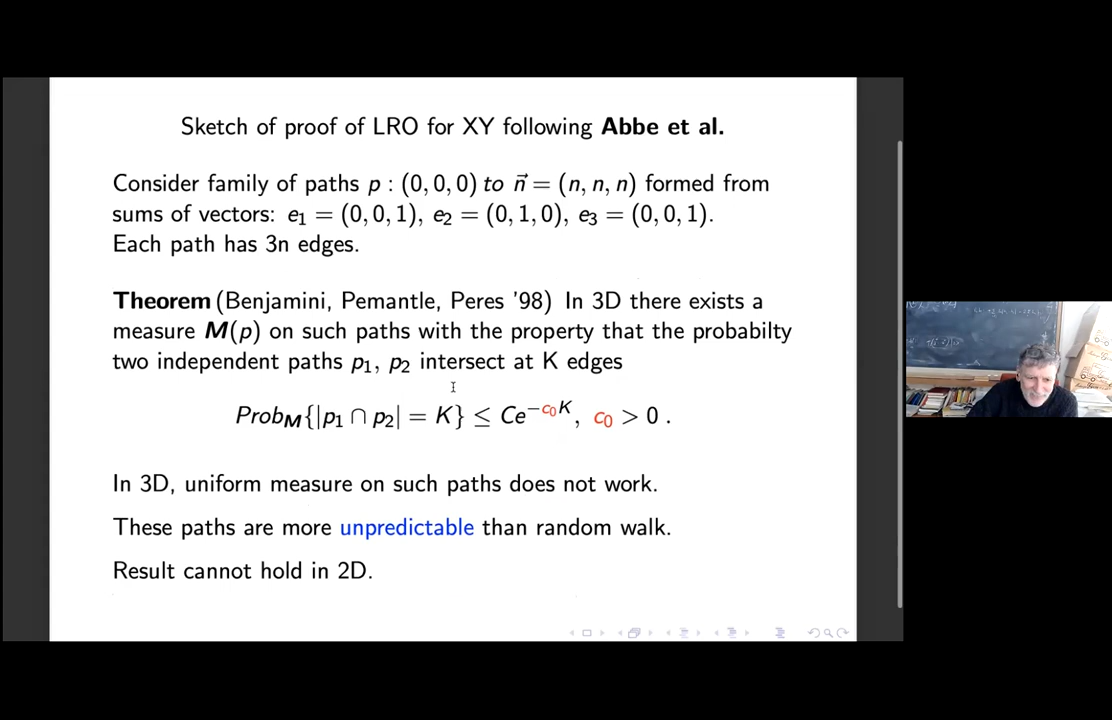 Sketch of proof of LRO for XY following Abbe et al.
Consider family of paths p : (0, 0, 0) to n⃗ = (n, n, n) formed from
sums of vectors: e₁ = (0, 0, 1), e₂ = (0, 1, 0), e₃ = (0, 0, 1).
Each path has 3n edges.
Theorem (Benjamini, Pemantle, Peres '98) In 3D there exists a
measure M(p) on such paths with the property that the probabilty
two independent paths p₁, p₂ intersect at K edges
Prob_M{|p₁ ∩ p₂| = K} ≤ Ce^{−c₀K}, c₀ > 0 .
In 3D, uniform measure on such paths does not work.
These paths are more unpredictable than random walk.
Result cannot hold in 2D.